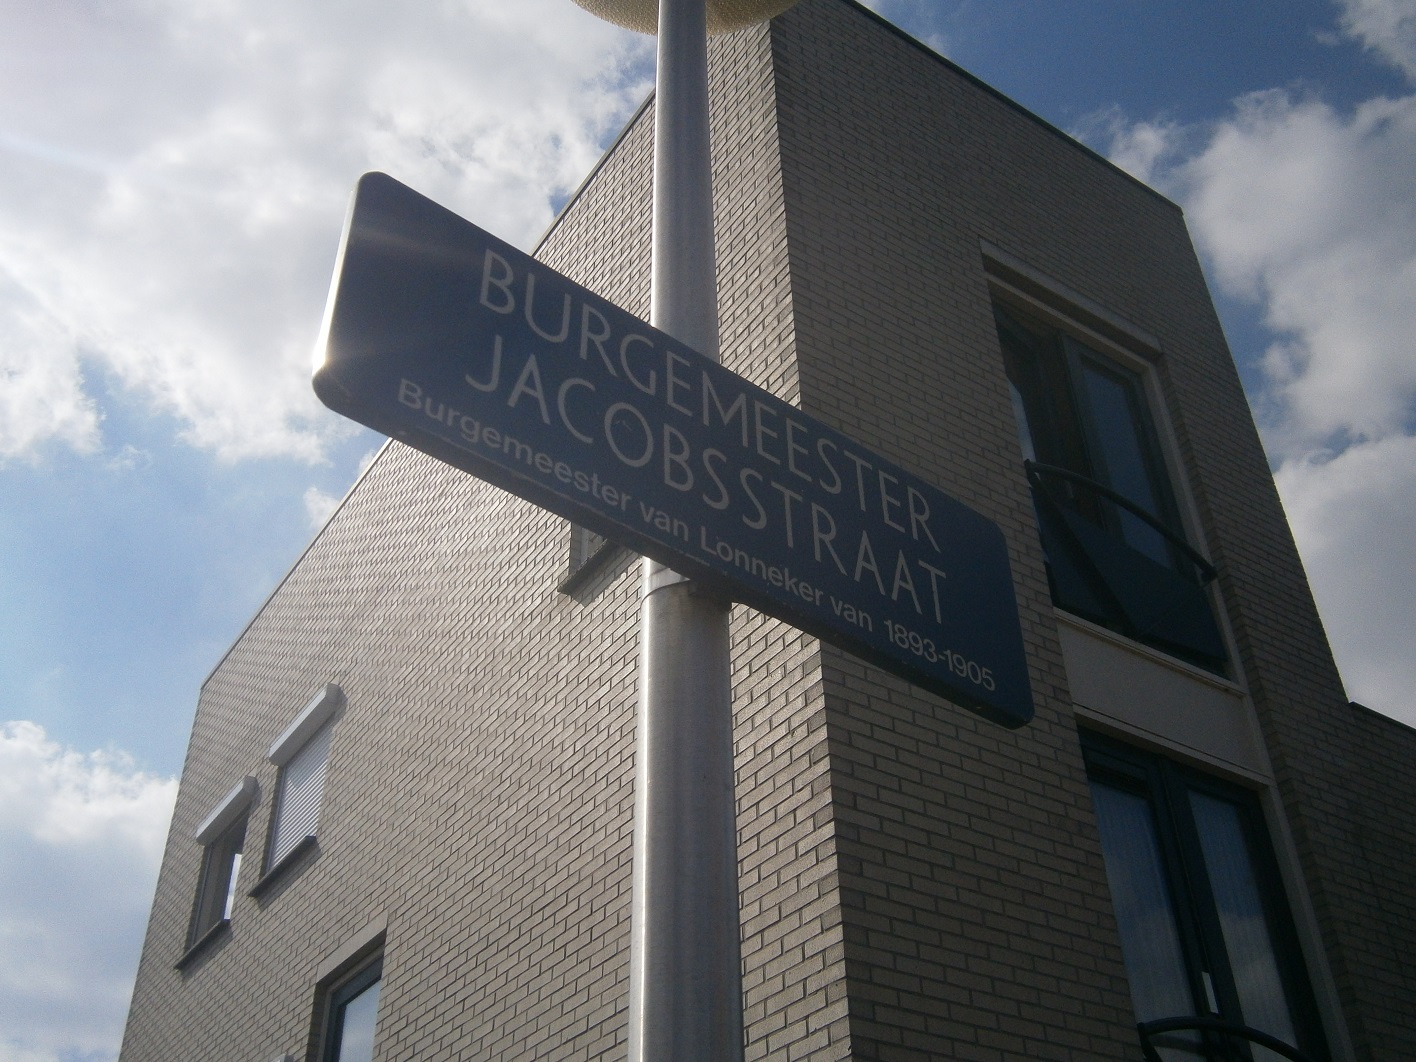 BURGEMEESTER
JACOBSSTRAAT
Burgemeester van Lonneker van 1893-1905